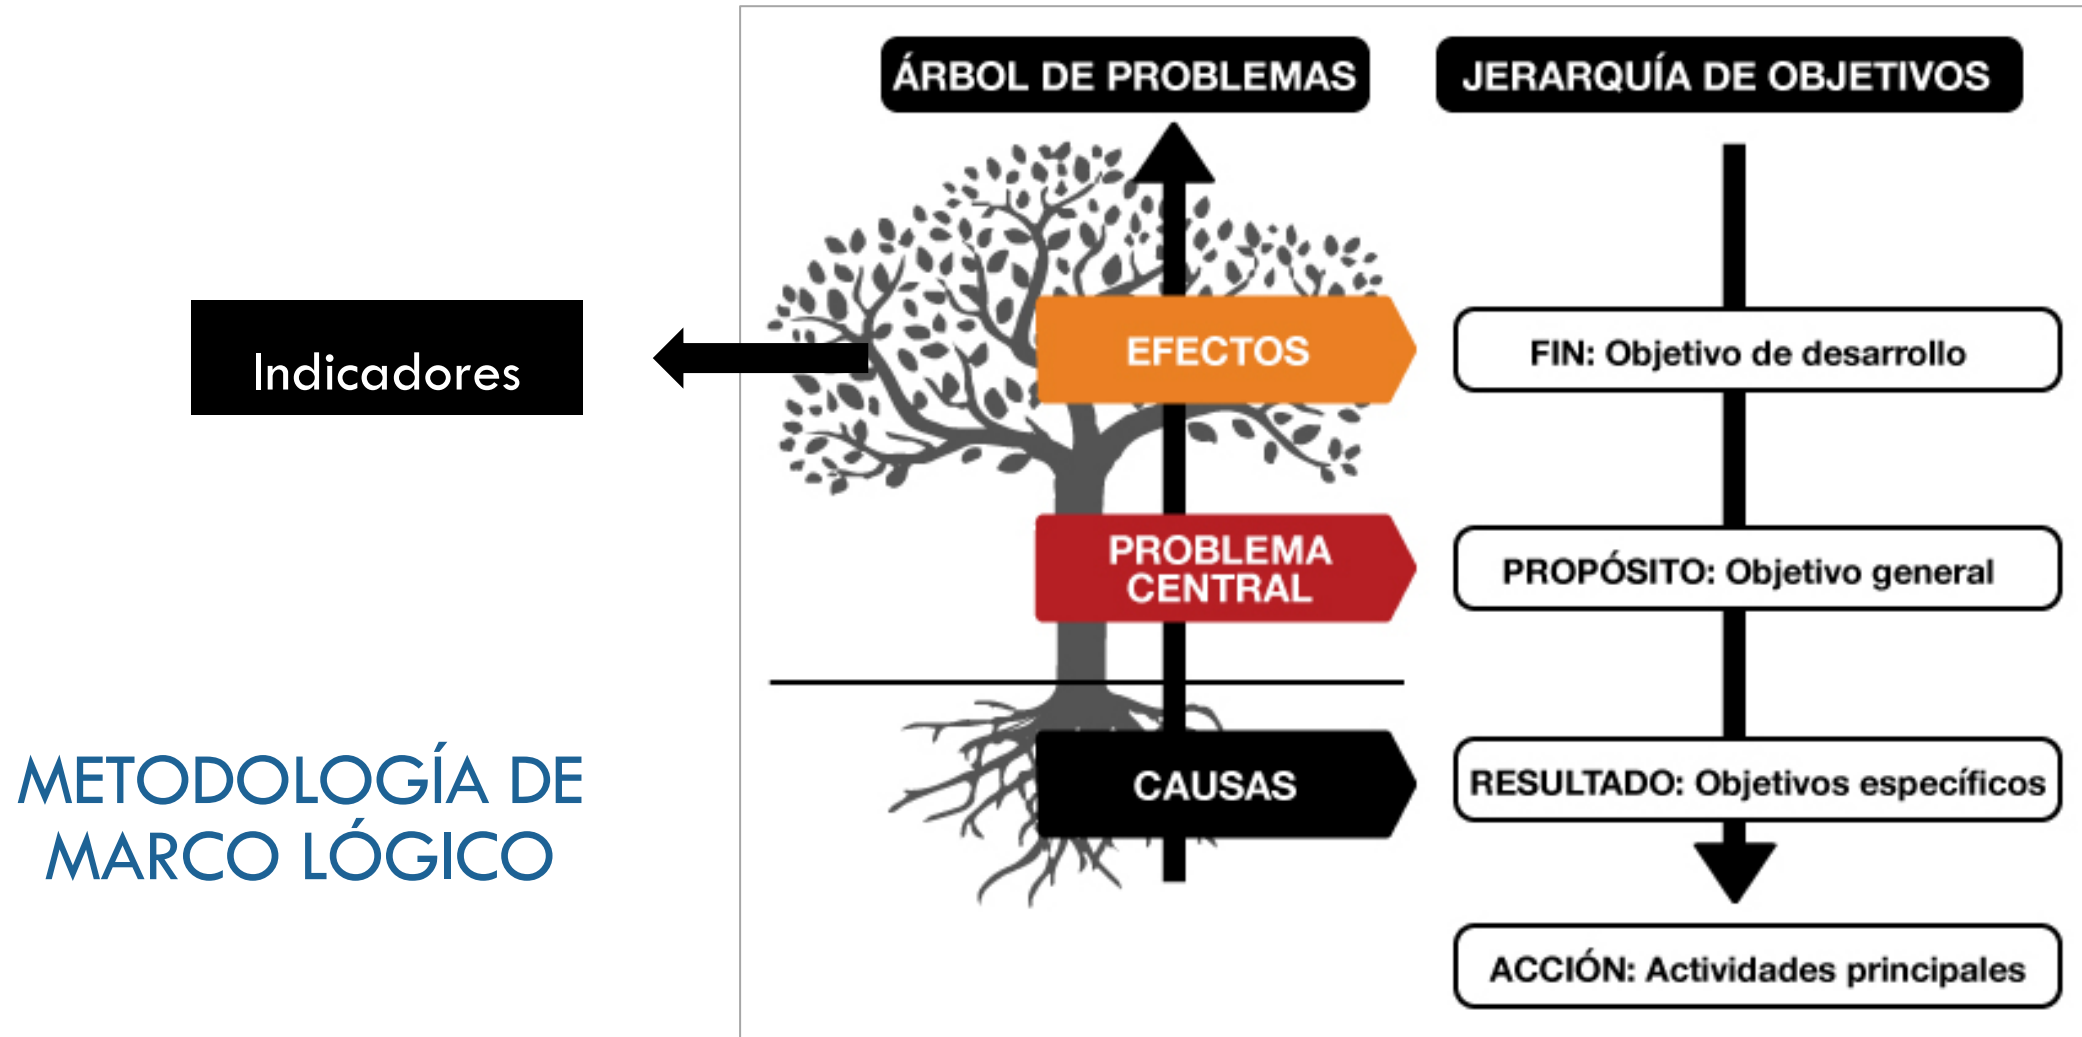 ÁRBOL DE PROBLEMAS
JERARQUÍA DE OBJETIVOS
Indicadores
EFECTOS
FIN: Objetivo de desarrollo
PROBLEMA
CENTRAL
PROPÓSITO: Objetivo general
METODOLOGÍA DE
MARCO LÓGICO
CAUSAS
RESULTADO: Objetivos específicos
ACCIÓN: Actividades principales